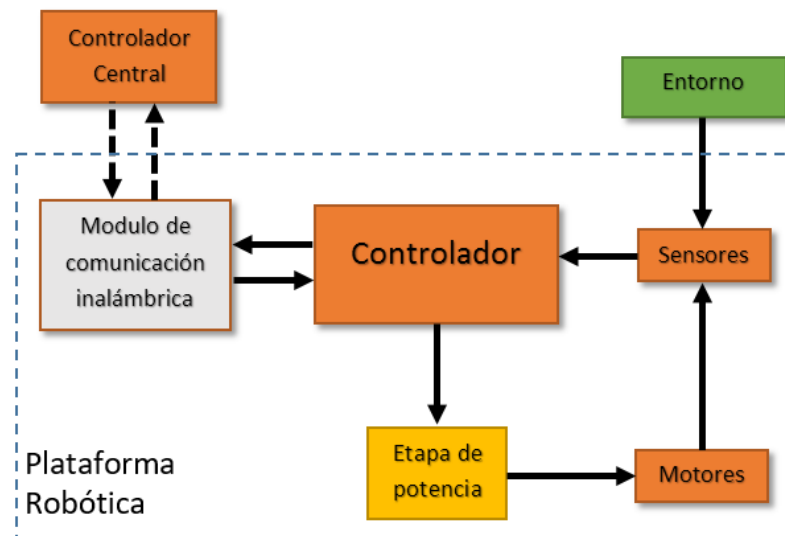 Controlador
Central
Entorno
Modulo de
comunicación
inalámbrica
Controlador
Sensores
Etapa de
potencia
Motores
Plataforma
Robótica